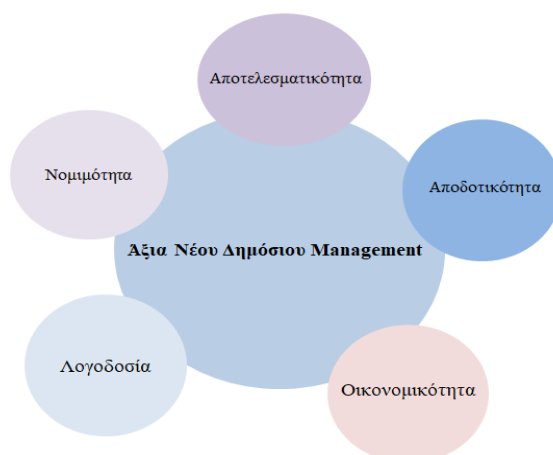 Αποτελεσματικότητα
Νομιμότητα
Αποδοτικότητα
Άξια Νέου Δημόσιου Management
Λογοδοσία
Οικονομικότητα